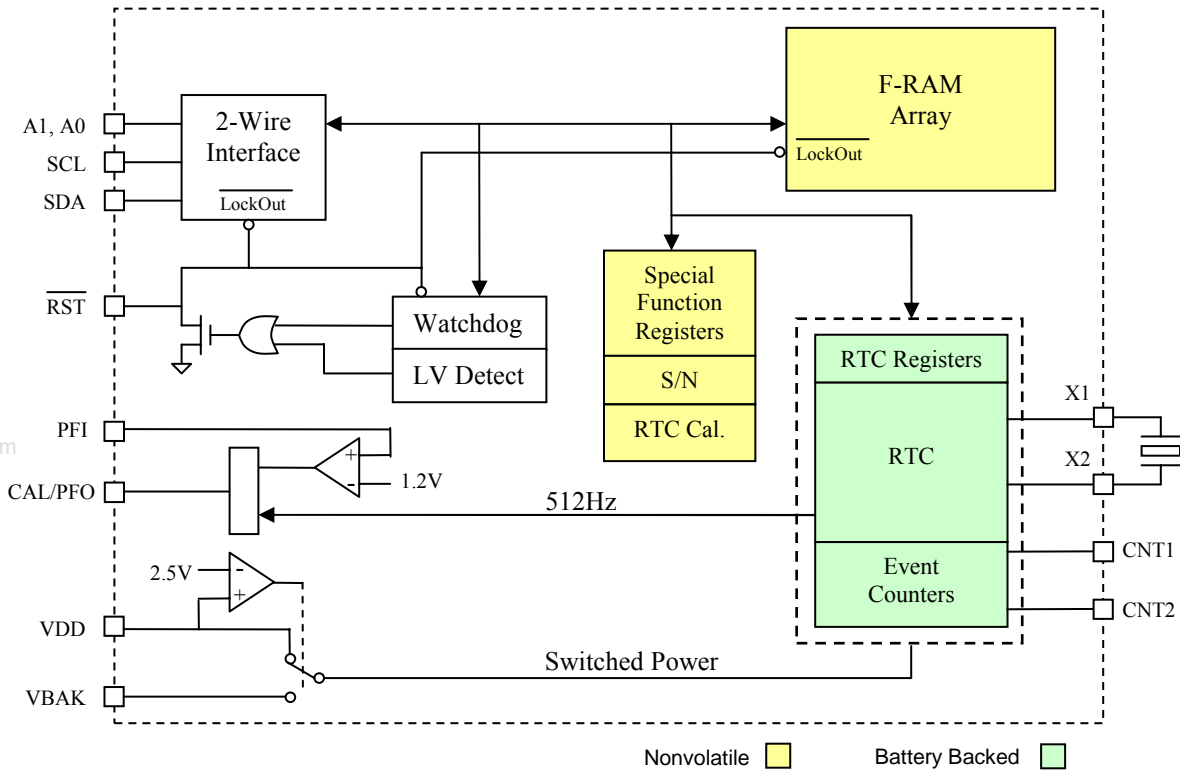 A1, A0
SCL
SDA
2-Wire
Interface
LockOut
F-RAM
Array
LockOut
RST
Watchdog
LV Detect
Special
Function
Registers
S/N
RTC Cal.
RTC Registers
RTC
Event
Counters
X1
X2
CNT1
CNT2
PFI
m
CAL/PFO
+
-
1.2V
512Hz
2.5V
-
+
VDD
VBAK
Switched Power
Nonvolatile
Battery Backed